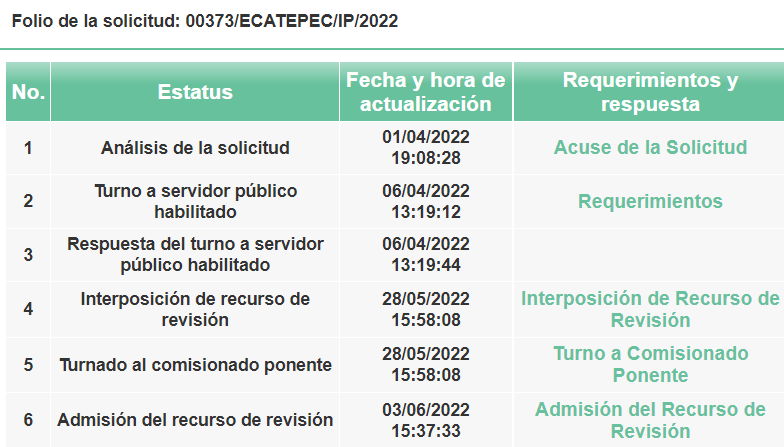 Folio de la solicitud: 00373/ECATEPEC/IP/2022
No.
Estatus
Fecha y hora de
actualización
Requerimientos y
respuesta
1
Análisis de la solicitud
01/04/2022
19:08:28
Acuse de la Solicitud
2
Turno a servidor público
habilitado
06/04/2022
13:19:12
Requerimientos
3
Respuesta del turno a servidor
público habilitado
06/04/2022
13:19:44
4
Interposición de recurso de
revisión
28/05/2022
15:58:08
Interposición de Recurso de
Revisión
5
Turnado al comisionado ponente
28/05/2022
15:58:08
Turno a Comisionado
Ponente
6
Admisión del recurso de revisión
03/06/2022
15:37:33
Admisión del Recurso de
Revisión